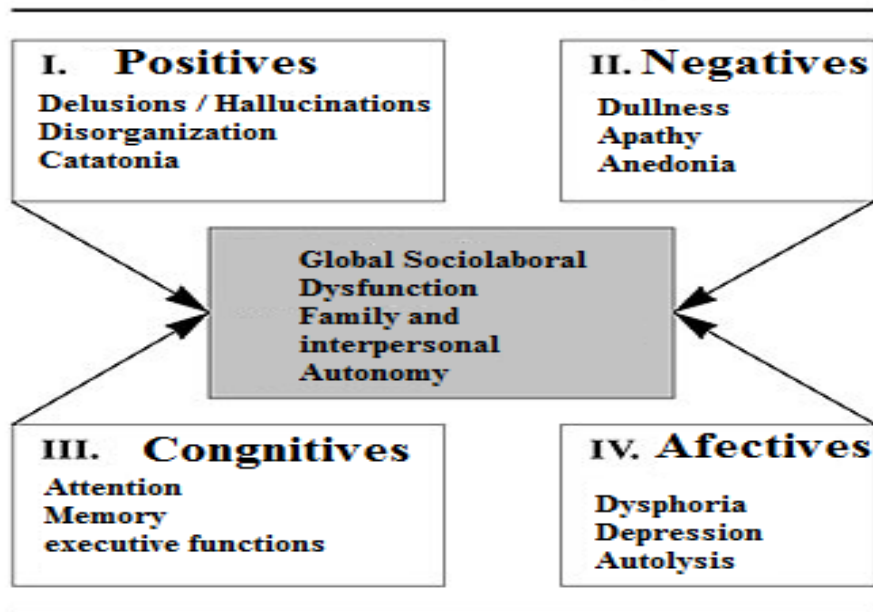 I. Positives
Delusions / Hallucinations
Disorganization
Catatonia
II. Negatives
Dullness
Apathy
Anedonia
Global Sociolaboral
Dysfunction
Family and
interpersonal
Autonomy
III. Congnitives
Attention
Memory
executive functions
IV. Afectives
Dysphoria
Depression
Autolysis